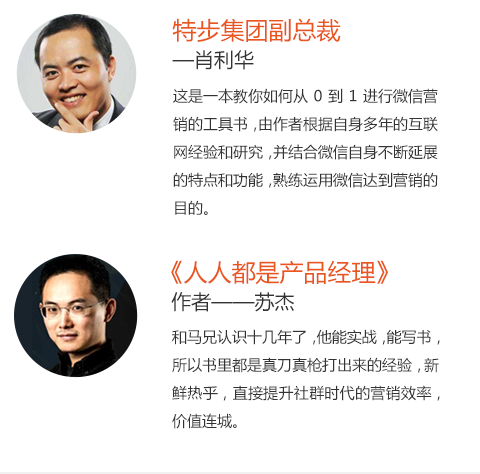 特步集团副总裁
—肖利华
这是一本教你如何从 0 到 1 进行微信营
销的工具书,由作者根据自身多年的互联
网经验和研究,并结合微信自身不断延展
的特点和功能,熟练运用微信达到营销的
目的。
《人人都是产品经理》
作者——苏杰
和马兄认识十几年了,他能实战,能写书,
所以书里都是真刀真枪打出来的经验,新
鲜热乎,直接提升社群时代的营销效率,
价值连城。